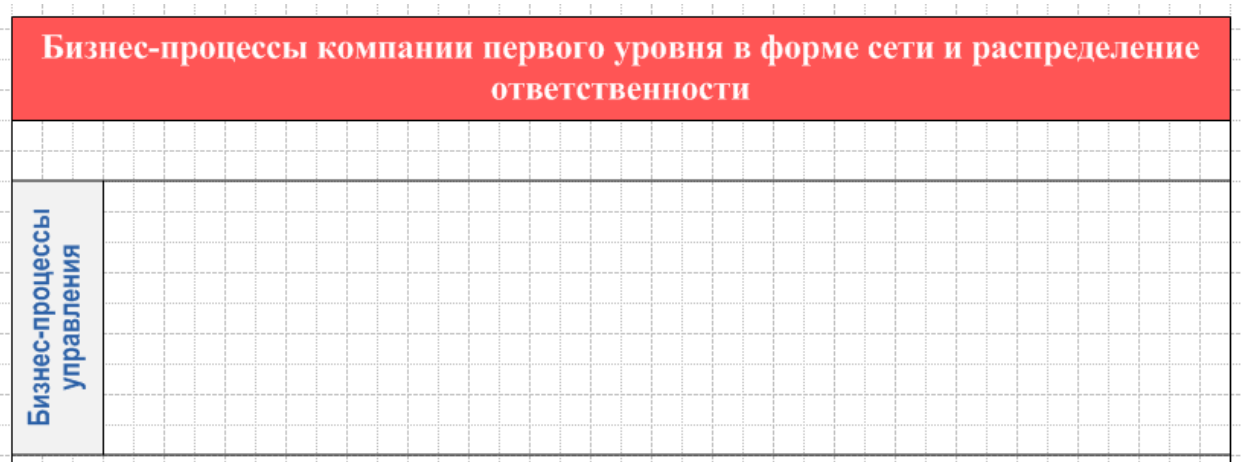 Бизнес-процессы компании первого уровня в форме сети и распределение
ответственности
Бизнес-процессы
управления